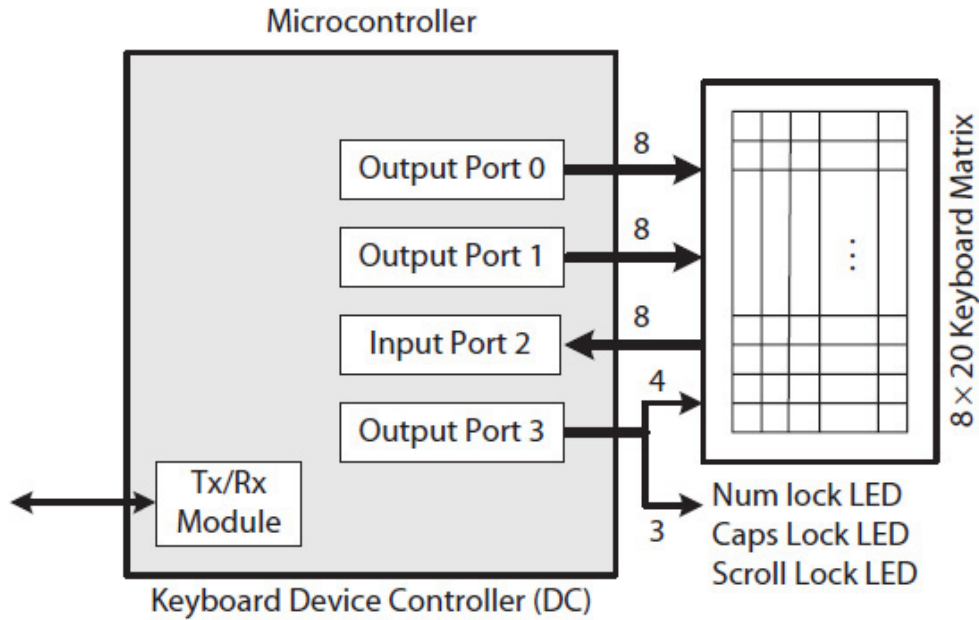 Microcontroller
Output Port 0
8
Output Port 1
8
Input Port 2
8
Output Port 3
4
3
Tx/Rx
Module
8 × 20 Keyboard Matrix
Num lock LED
Caps Lock LED
Scroll Lock LED
Keyboard Device Controller (DC)